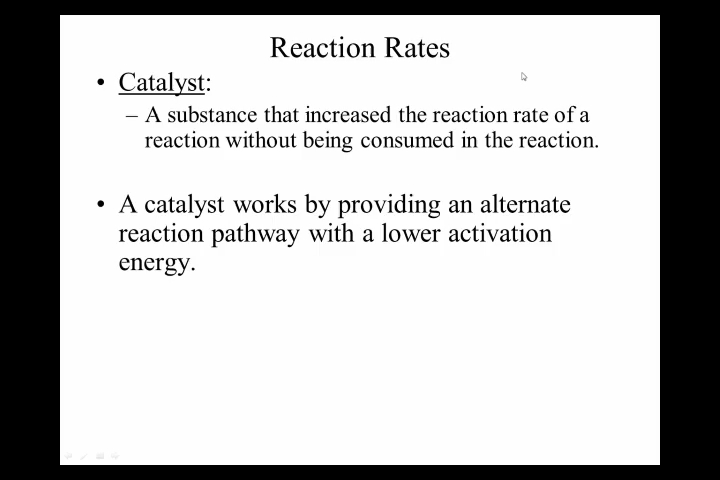 Reaction Rates
• Catalyst:
– A substance that increased the reaction rate of a
reaction without being consumed in the reaction.
• A catalyst works by providing an alternate
reaction pathway with a lower activation
energy.